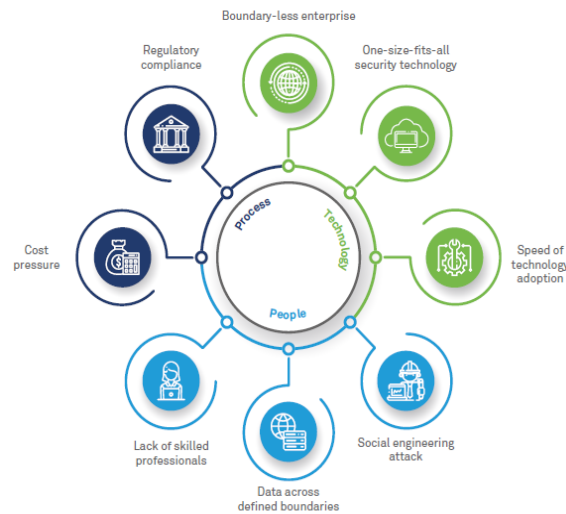 Boundary-less enterprise
Regulatory
compliance
One-size-fits-all
security technology
Process
Technology
Cost
pressure
Speed of
technology
adoption
People
Lack of skilled
professionals
Social engineering
attack
Data across
defined boundaries